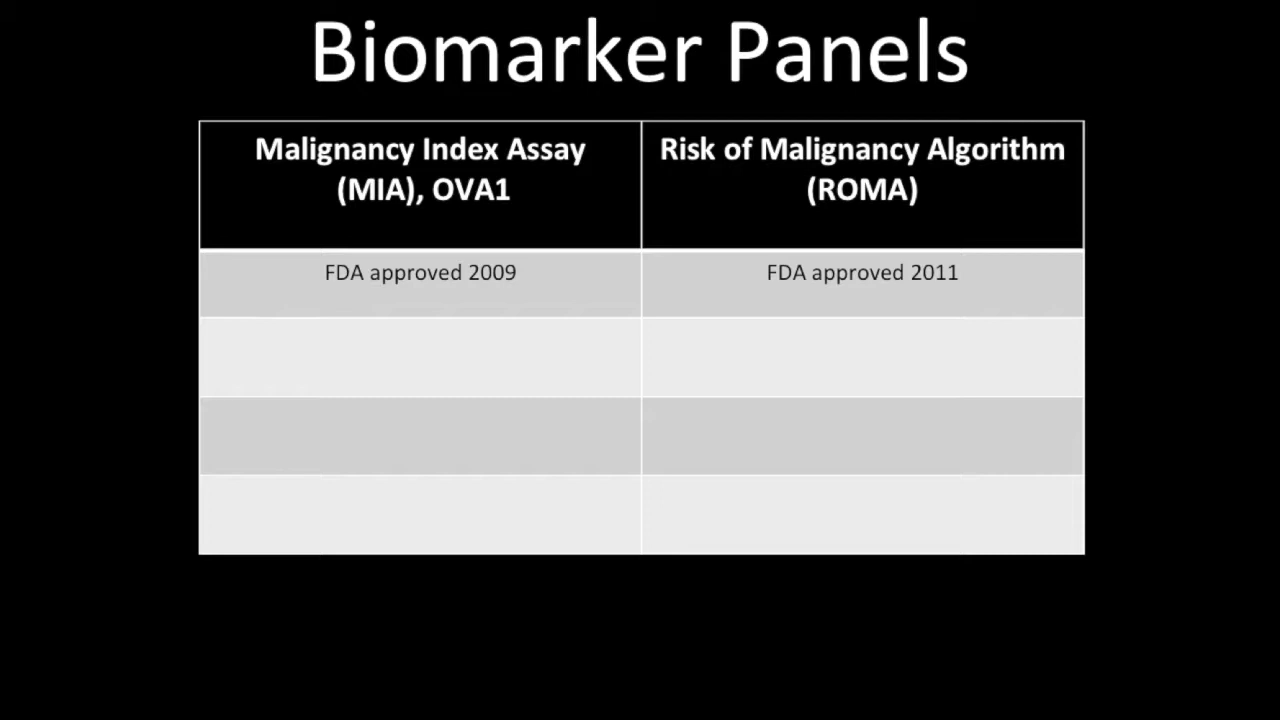 Biomarker Panels
Malignancy Index Assay
(MIA), OVA1
Risk of Malignancy Algorithm
(ROMA)
FDA approved 2009
FDA approved 2011